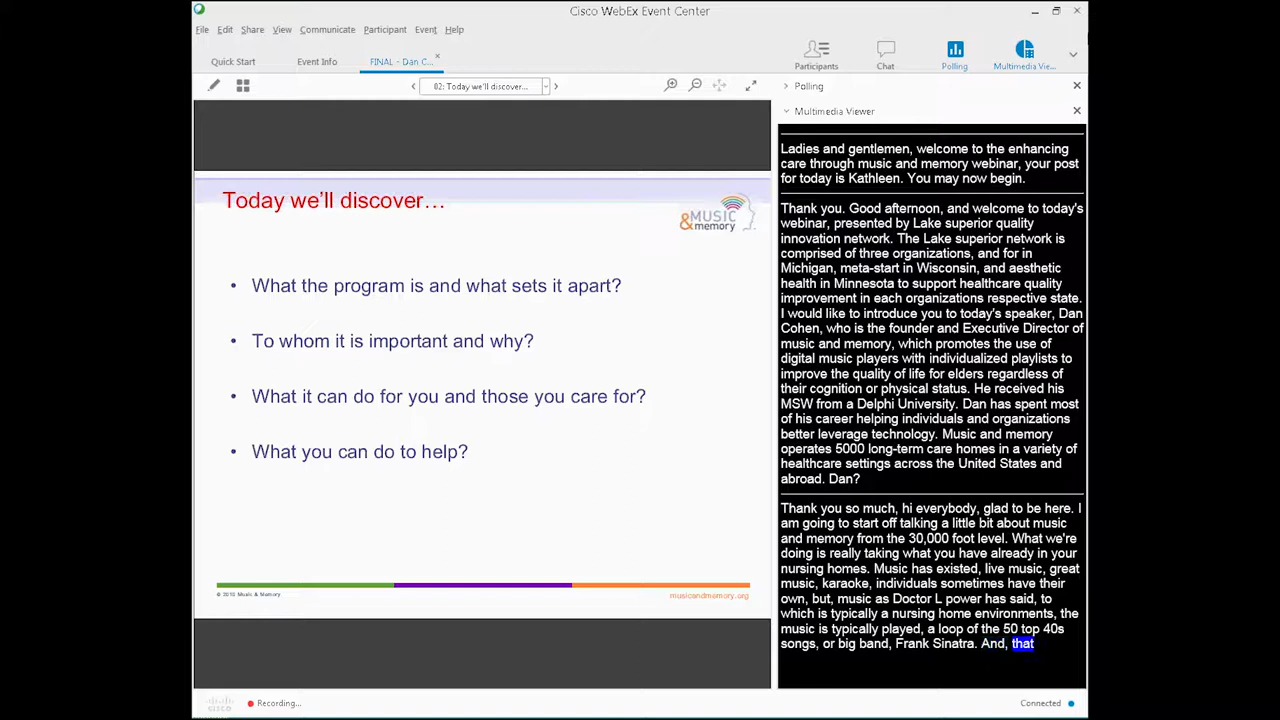 Cisco WebEx Event Center
File Edit Share View Communicate Participant Event Help
Quick Start Event Info FINAL - Dan C...
Participants Chat Polling Multimedia Vie...
02: Today we'll discover...
Polling
Multimedia Viewer
Today we'll discover…
&MUSIC
memory
• What the program is and what sets it apart?
• To whom it is important and why?
• What it can do for you and those you care for?
• What you can do to help?
© 2015 Music & Memory
musicandmemory.org
Ladies and gentlemen, welcome to the enhancing
care through music and memory webinar, your post
for today is Kathleen. You may now begin.
Thank you. Good afternoon, and welcome to today's
webinar, presented by Lake superior quality
innovation network. The Lake superior network is
comprised of three organizations, and for in
Michigan, meta-start in Wisconsin, and aesthetic
health in Minnesota to support healthcare quality
improvement in each organizations respective state.
I would like to introduce you to today's speaker, Dan
Cohen, who is the founder and Executive Director of
music and memory, which promotes the use of
digital music players with individualized playlists to
improve the quality of life for elders regardless of
their cognition or physical status. He received his
MSW from a Delphi University. Dan has spent most
of his career helping individuals and organizations
better leverage technology. Music and memory
operates 5000 long-term care homes in a variety of
healthcare settings across the United States and
abroad. Dan?
Thank you so much, hi everybody, glad to be here. I
am going to start off talking a little bit about music
and memory from the 30,000 foot level. What we're
doing is really taking what you have already in your
nursing homes. Music has existed, live music, great
music, karaoke, individuals sometimes have their
own, but, music as Doctor L power has said, to
which is typically a nursing home environments, the
music is typically played, a loop of the 50 top 40s
songs, or big band, Frank Sinatra. And, that
Recording...
Connected